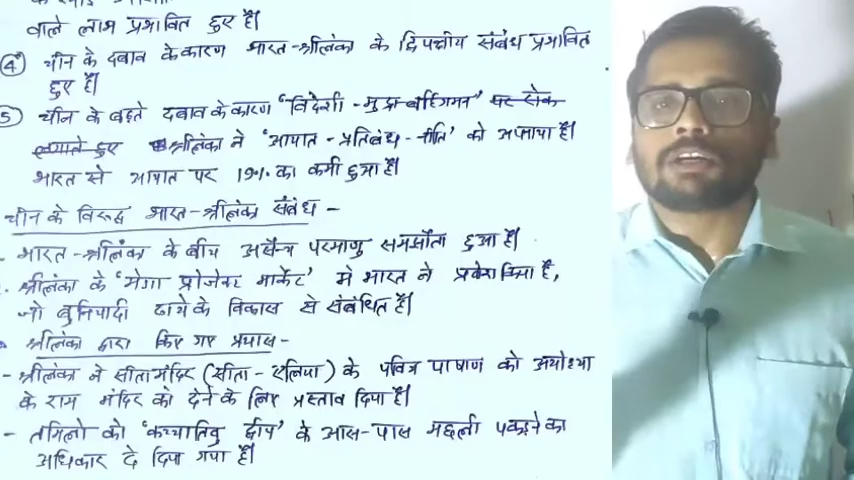 वाले लाभ प्रभावित हुए हैं।
④ चीन के दबाव के कारण भारत-श्रीलंका के द्विपक्षीय संबंध प्रभावित
हुए हैं।
⑤ चीन के बढ़ते दबाव के कारण "विदेशी-मुद्रा-बहिर्गमन" पर रोक
लगाते हुए श्रीलंका ने 'आयात-प्रतिबंध-नीति' को अपनाया है।
भारत से आयात पर 19% का कमी हुआ है।
चीन के विरूद्ध भारत-श्रीलंका संबंध -
भारत-श्रीलंका के बीच असैन्य परमाणु समझौता हुआ है।
श्रीलंका के 'मेगा प्रोजेक्ट मार्केट' में भारत ने प्रवेश किया है,
जो बुनियादी ढाचे के विकास से संबंधित है।
श्रीलंका द्वारा किए गए प्रयास-
- श्रीलंका ने सीता मंदिर (सीता-एलिया) के पवित्र पाषाण को अयोध्या
के राम मंदिर को देने के लिए प्रस्ताव दिया है।
- तमिलो को 'कच्चातिवु द्वीप' के आस-पास मछली पकड़ने का
अधिकार दे दिया गया है।